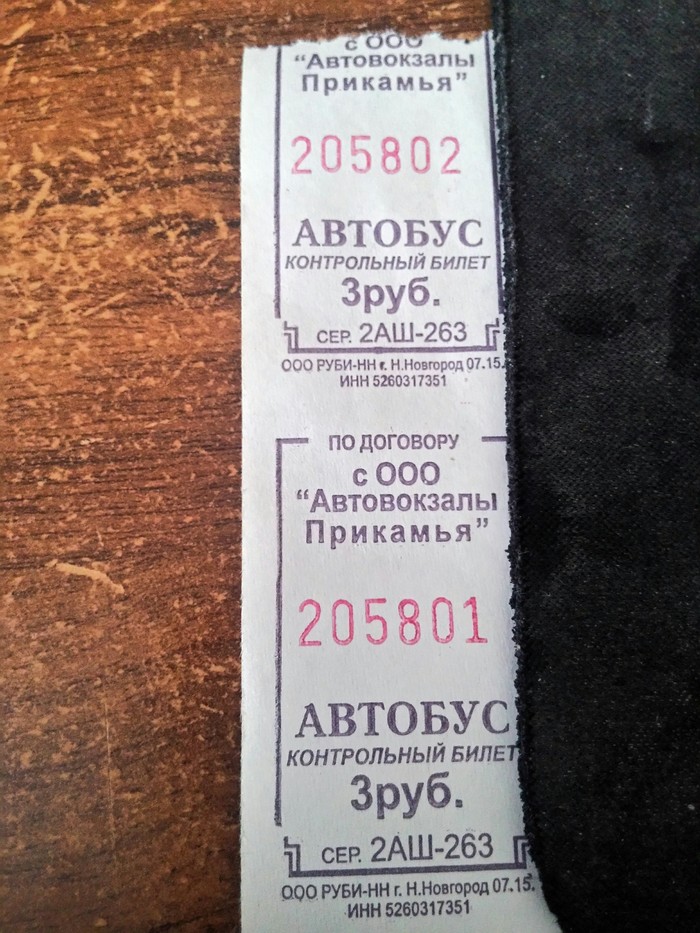 с ООО
“Автовокзалы
Прикамья”
205802
АВТОБУС
КОНТРОЛЬНЫЙ БИЛЕТ
3руб.
СЕР. 2АШ-263
ООО РУБИ-НН г. Н.Новгород 07.15.
ИНН 5260317351
ПО ДОГОВОРУ
с ООО
“Автовокзалы
Прикамья”
205801
АВТОБУС
КОНТРОЛЬНЫЙ БИЛЕТ
3руб.
СЕР. 2АШ-263
ООО РУБИ-НН г. Н.Новгород 07.15.
ИНН 5260317351